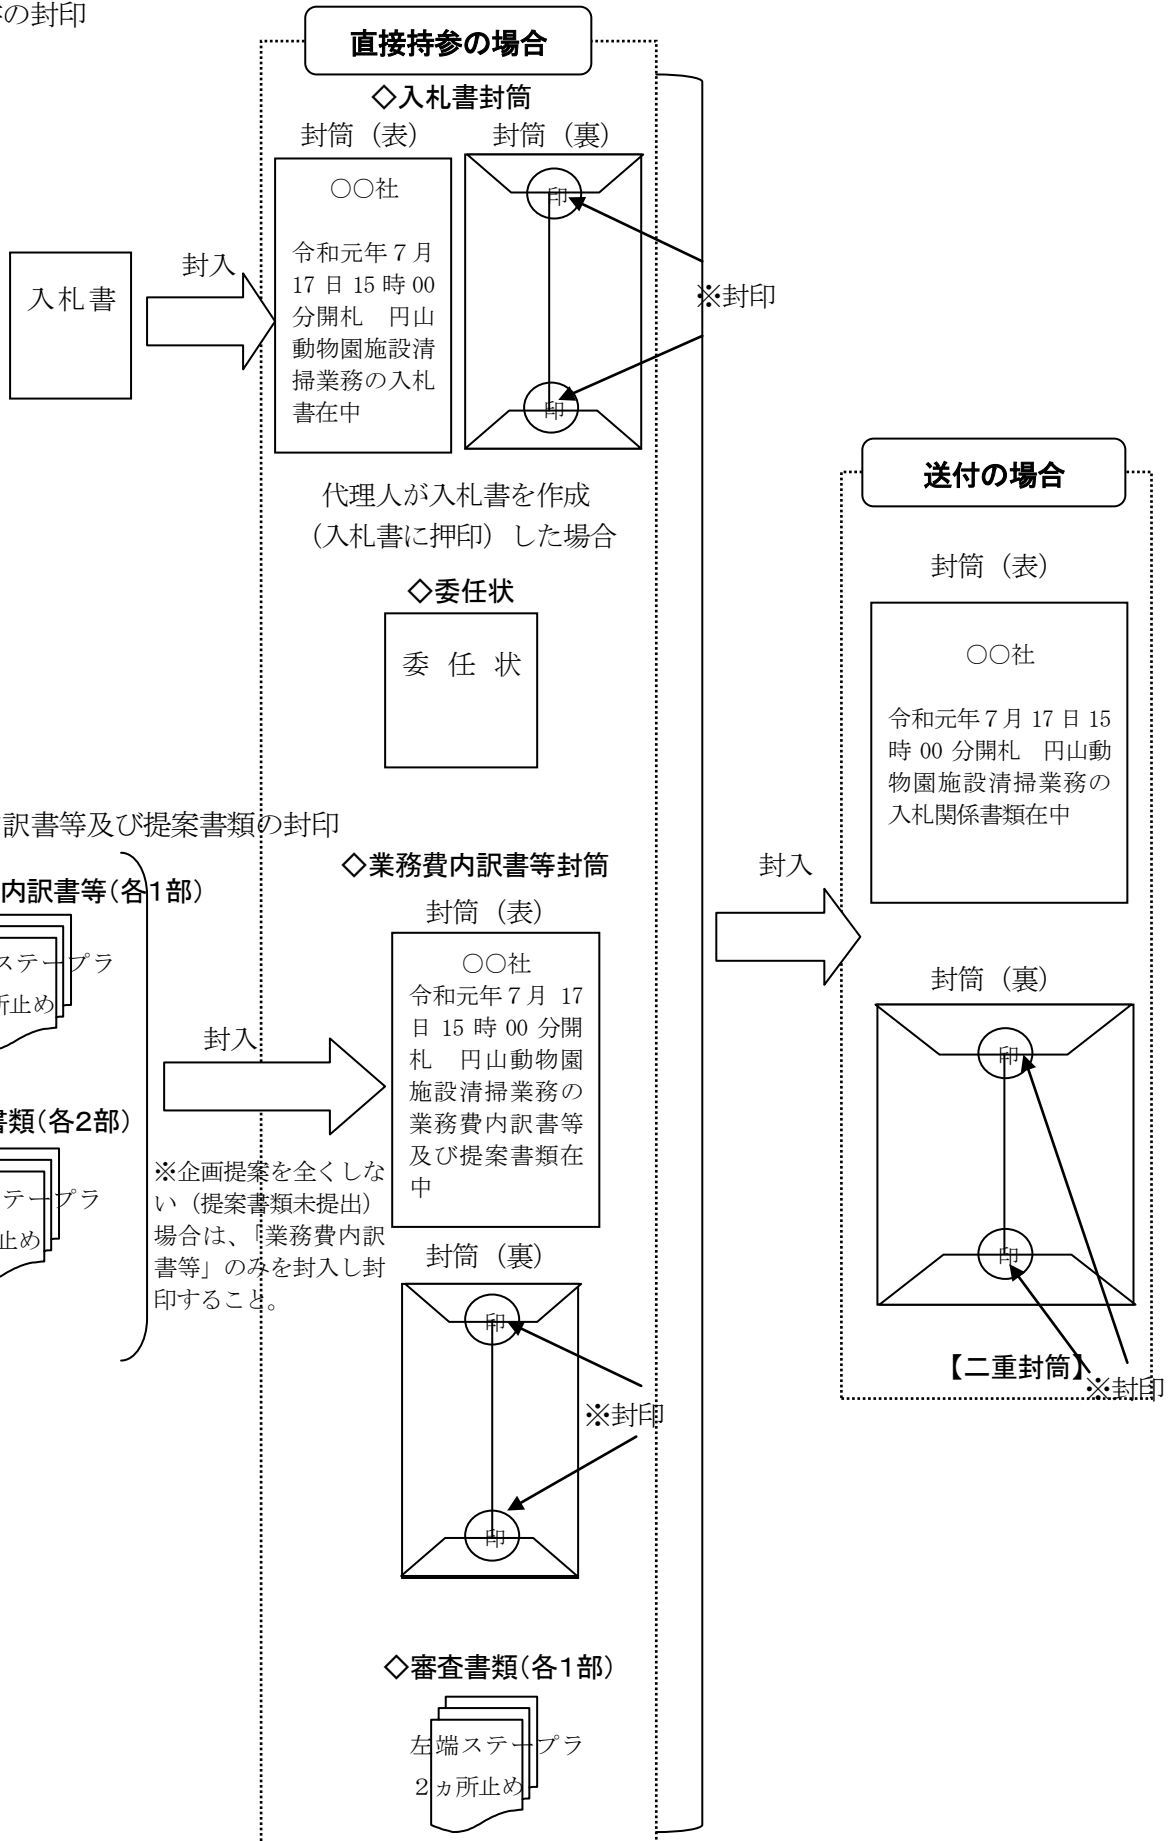 の封印
直接持参の場合
◇入札書封筒
封筒（表）
封筒（裏）
〇〇社
令和元年７月
17 日 15 時 00
分開札　円山
動物園施設清
掃業務の入札
書在中
印
印
入札書
封入
※封印
代理人が入札書を作成
（入札書に押印）した場合
◇委任状
委 任 状
送付の場合
封筒（表）
〇〇社
令和元年７月 17 日 15
時 00 分開札　円山動
物園施設清掃業務の
入札関係書類在中
封入
封筒（裏）
印
印
【二重封筒】
※封印
訳書等及び提案書類の封印
内訳書等（各１部）
ステープラ
所止め
書類（各２部）
テープラ
止め
封入
※企画提案を全くしな
い（提案書類未提出）
場合は、「業務費内訳
書等」のみを封入し封
印すること。
◇業務費内訳書等封筒
封筒（表）
〇〇社
令和元年７月 17
日 15 時 00 分開
札　円山動物園
施設清掃業務の
業務費内訳書等
及び提案書類在
中
封筒（裏）
印
印
※封印
◇審査書類（各１部）
左端ステープラ
２ヵ所止め